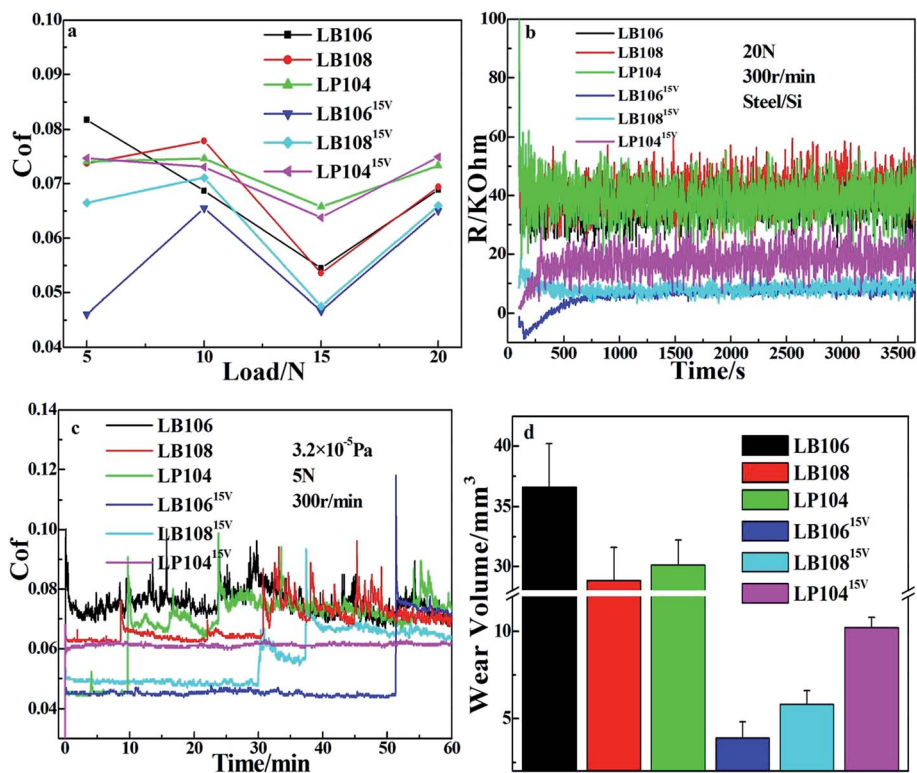 a
LB106
LB108
LP104
LB106^15V
LB108^15V
LP104^15V
Cof
0.10
0.09
0.08
0.07
0.06
0.05
0.04
5
10
15
20
Load/N
b
LB106
LB108
LP104
LB106^15V
LB108^15V
LP104^15V
20N
300r/min
Steel/Si
R/KOhm
100
80
60
40
20
0
0
500
1000
1500
2000
2500
3000
3500
Time/s
c
LB106
LB108
LP104
LB106^15V
LB108^15V
LP104^15V
3.2×10^-5Pa
5N
300r/min
Cof
0.14
0.12
0.10
0.08
0.06
0.04
0
10
20
30
40
50
60
Time/min
d
LB106
LB108
LP104
LB106^15V
LB108^15V
LP104^15V
Wear Volume/mm^3
40
35
30
10
5